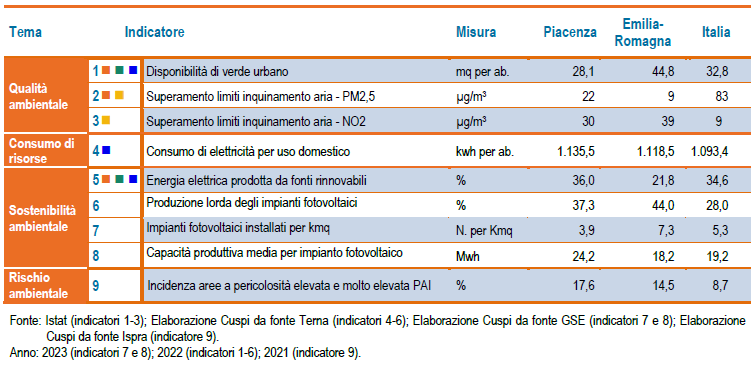 Tema Indicatore Misura Piacenza Emilia-Romagna Italia
Qualità ambientale
1 Disponibilità di verde urbano mq per ab. 28,1 44,8 32,8
2 Superamento limiti inquinamento aria - PM2,5 µg/m³ 22 9 83
3 Superamento limiti inquinamento aria - NO2 µg/m³ 30 39 9
Consumo di risorse
4 Consumo di elettricità per uso domestico kwh per ab. 1.135,5 1.118,5 1.093,4
Sostenibilità ambientale
5 Energia elettrica prodotta da fonti rinnovabili % 36,0 21,8 34,6
6 Produzione lorda degli impianti fotovoltaici % 37,3 44,0 28,0
7 Impianti fotovoltaici installati per kmq N. per Kmq 3,9 7,3 5,3
8 Capacità produttiva media per impianto fotovoltaico Mwh 24,2 18,2 19,2
Rischio ambientale
9 Incidenza aree a pericolosità elevata e molto elevata PAI % 17,6 14,5 8,7
Fonte: Istat (indicatori 1-3); Elaborazione Cuspi da fonte Terna (indicatori 4-6); Elaborazione Cuspi da fonte GSE (indicatori 7 e 8); Elaborazione
Cuspi da fonte Ispra (indicatore 9).
Anno: 2023 (indicatori 7 e 8); 2022 (indicatori 1-6); 2021 (indicatore 9).